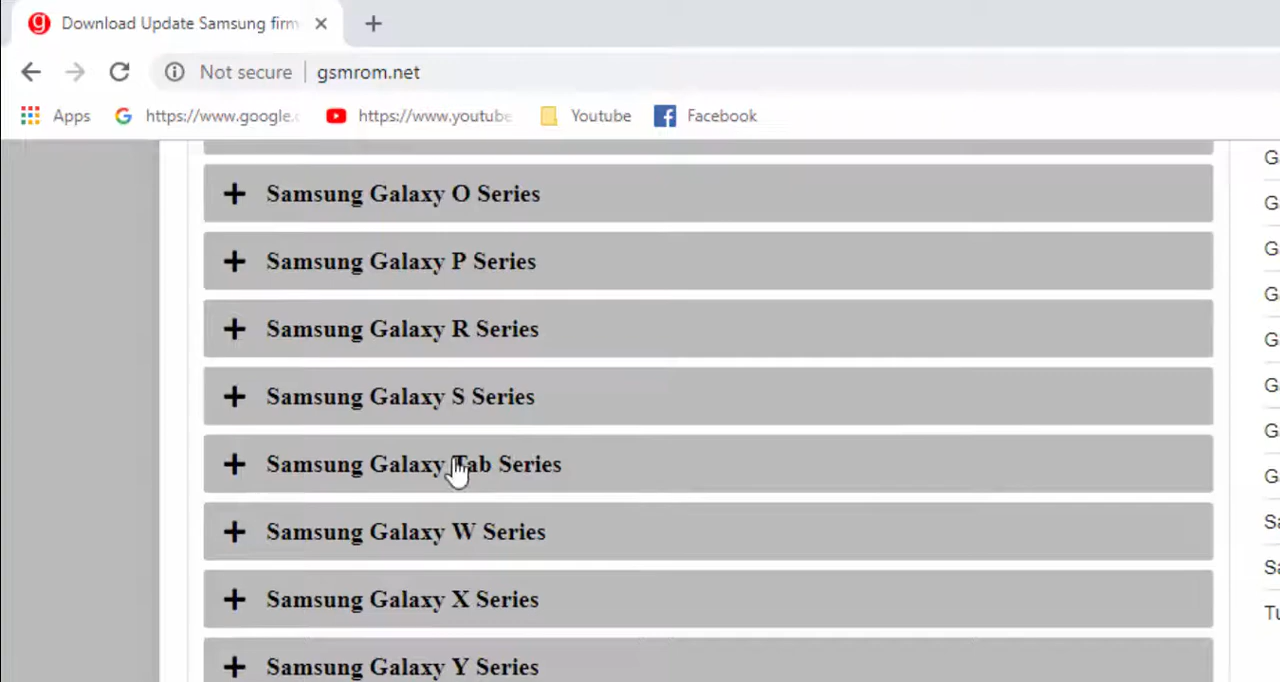 g Download Update Samsung firm
Not secure gsmrom.net
Apps https://www.google. https://www.youtube Youtube Facebook
Samsung Galaxy O Series
Samsung Galaxy P Series
Samsung Galaxy R Series
Samsung Galaxy S Series
Samsung Galaxy Tab Series
Samsung Galaxy W Series
Samsung Galaxy X Series
Samsung Galaxy Y Series